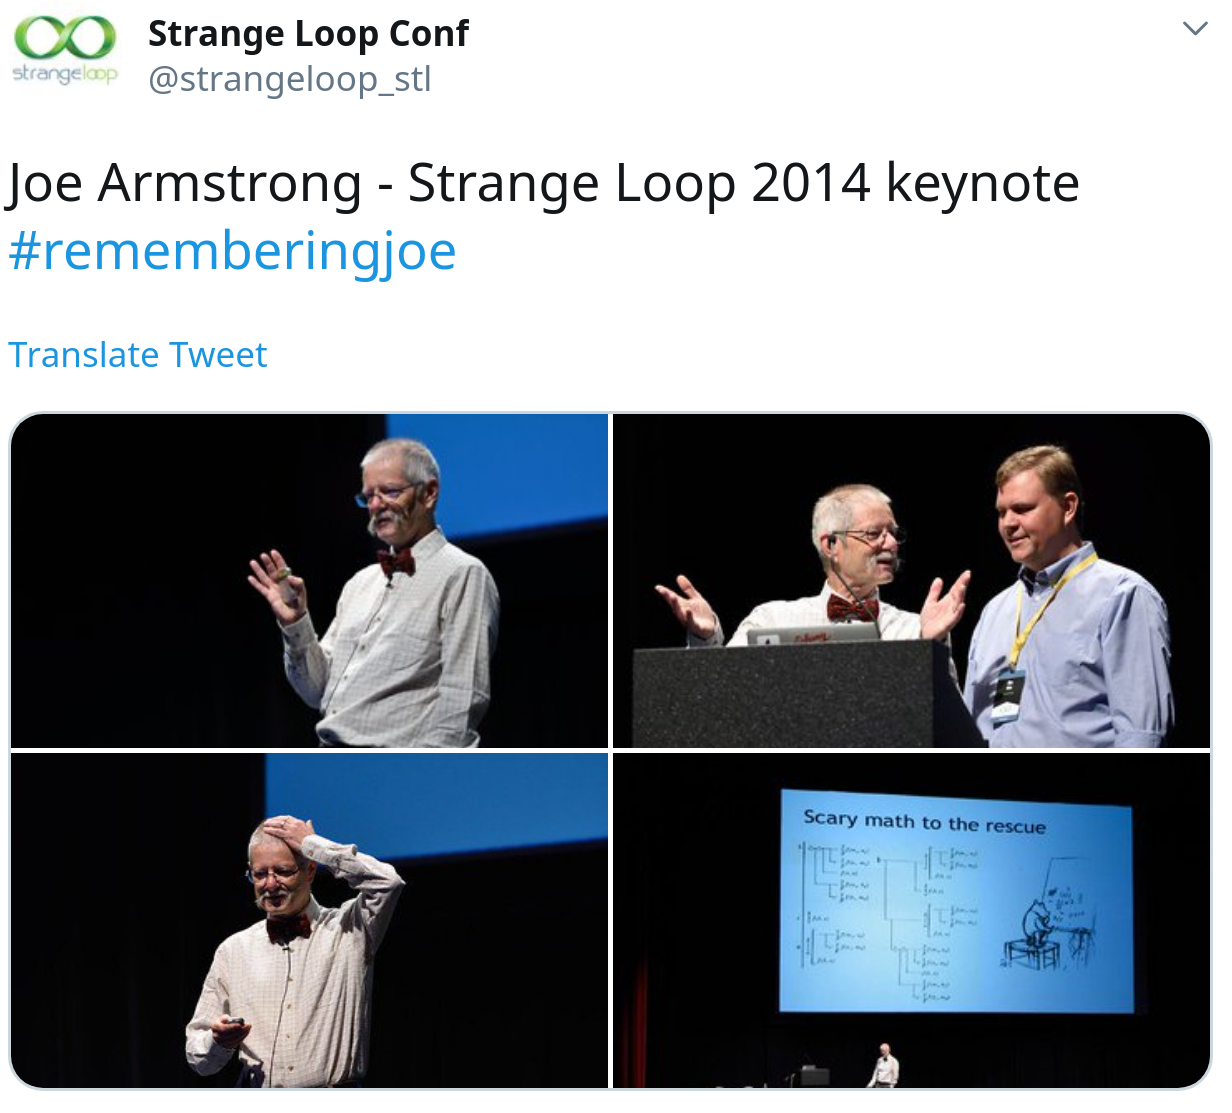 strangeloop
Strange Loop Conf
@strangeloop_stl
Joe Armstrong - Strange Loop 2014 keynote
#rememberingjoe
Translate Tweet
Scary math to the rescue